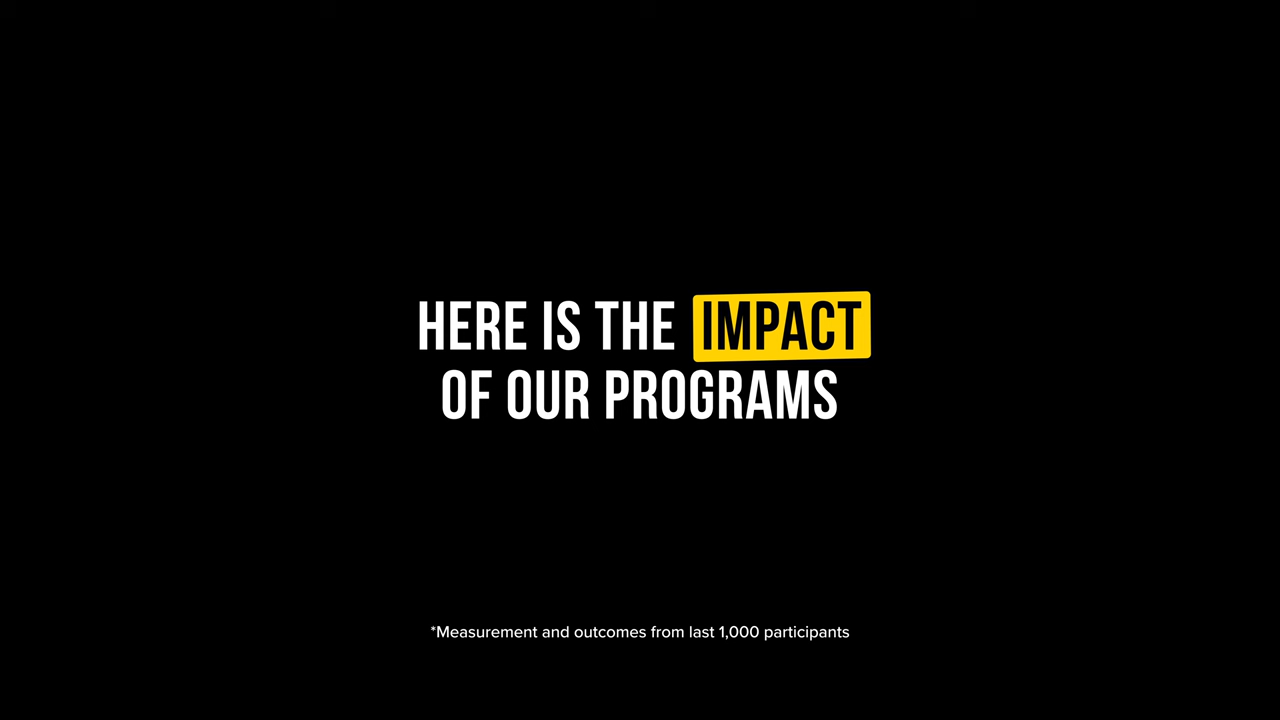 HERE IS THE IMPACT
OF OUR PROGRAMS
*Measurement and outcomes from last 1,000 participants